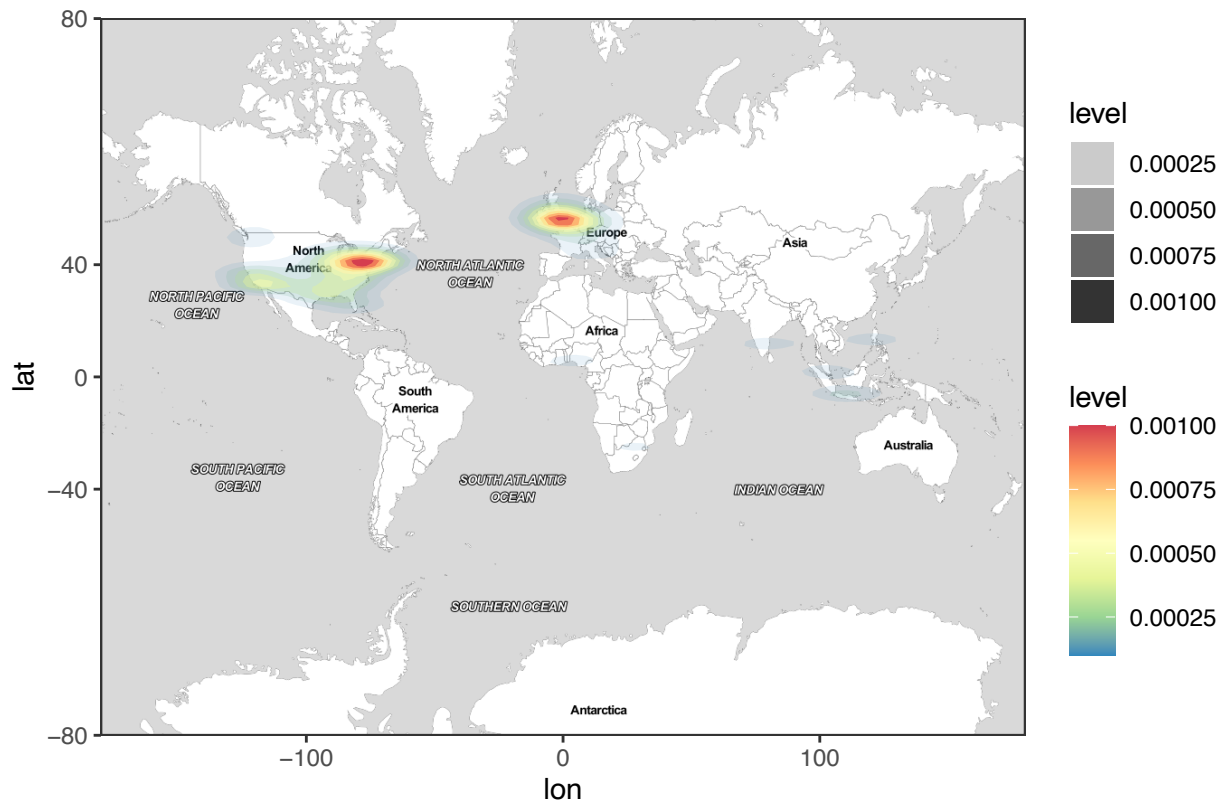 80
40
0
−40
−80
lat
−100
0
100
lon
North
America
NORTH ATLANTIC
OCEAN
NORTH PACIFIC
OCEAN
Europe
Asia
Africa
South
America
Australia
SOUTH PACIFIC
OCEAN
SOUTH ATLANTIC
OCEAN
INDIAN OCEAN
SOUTHERN OCEAN
Antarctica
level
0.00025
0.00050
0.00075
0.00100
level
0.00100
0.00075
0.00050
0.00025